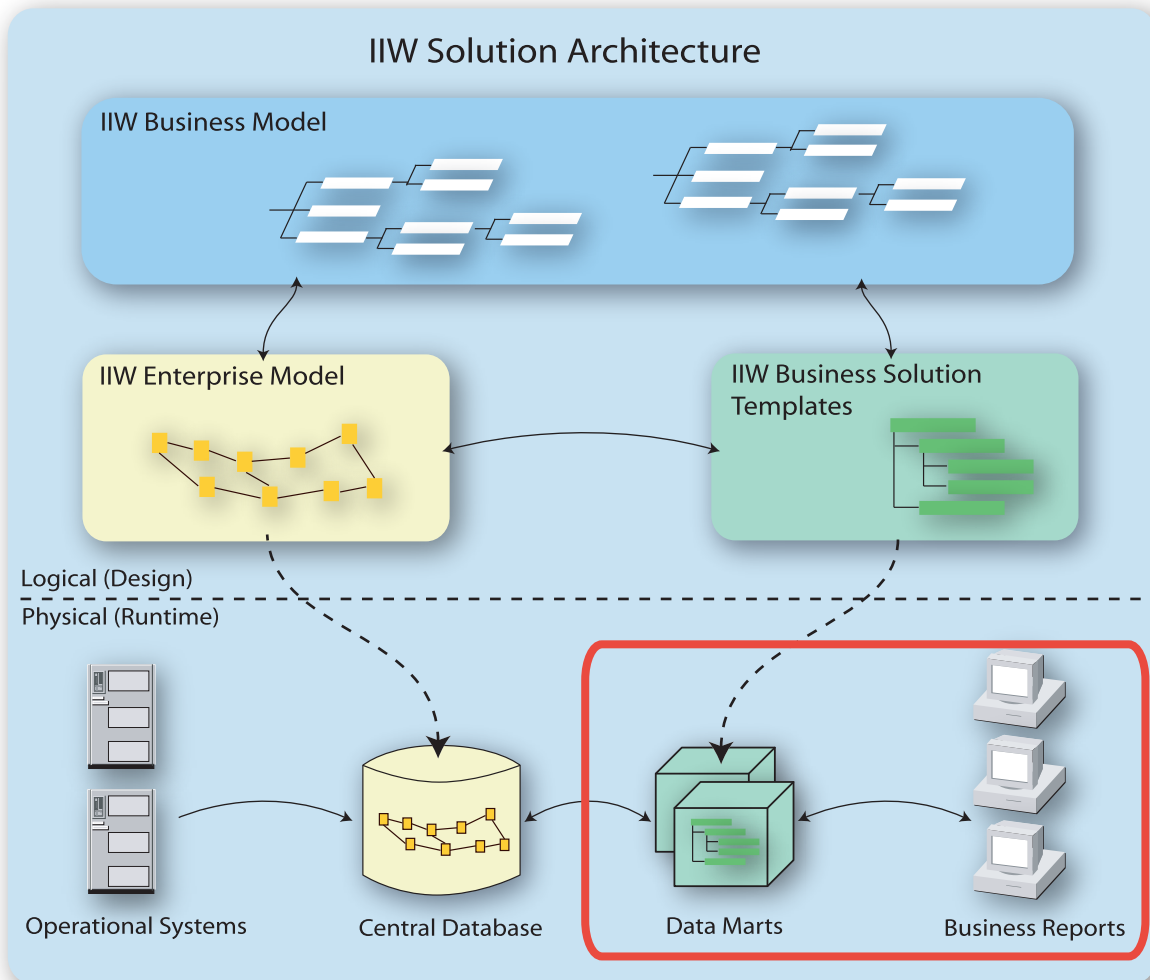 IIW Solution Architecture
IIW Business Model
IIW Enterprise Model
IIW Business Solution
Templates
Logical (Design)
Physical (Runtime)
Operational Systems
Central Database
Data Marts
Business Reports